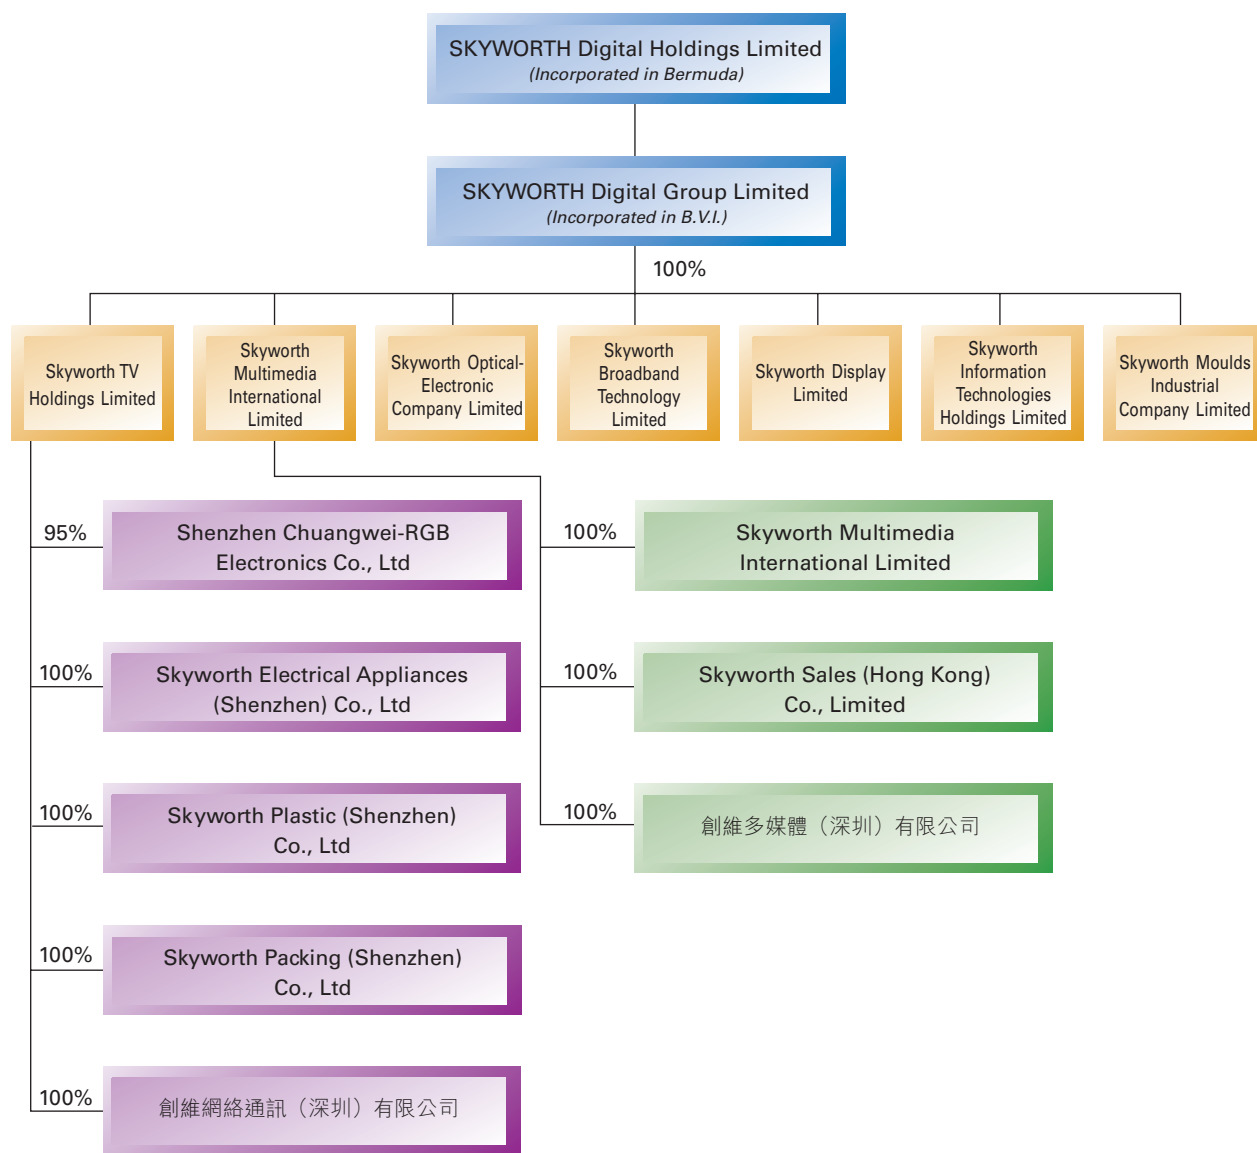 SKYWORTH Digital Holdings Limited
(Incorporated in Bermuda)
SKYWORTH Digital Group Limited
(Incorporated in B.V.I.)
100%
Skyworth TV
Holdings Limited
Skyworth
Multimedia
International
Limited
Skyworth Optical-
Electronic
Company Limited
Skyworth
Broadband
Technology
Limited
Skyworth Display
Limited
Skyworth
Information
Technologies
Holdings Limited
Skyworth Moulds
Industrial
Company Limited
95%
Shenzhen Chuangwei-RGB
Electronics Co., Ltd
100%
Skyworth Multimedia
International Limited
100%
Skyworth Electrical Appliances
(Shenzhen) Co., Ltd
100%
Skyworth Sales (Hong Kong)
Co., Limited
100%
Skyworth Plastic (Shenzhen)
Co., Ltd
100%
創維多媒體（深圳）有限公司
100%
Skyworth Packing (Shenzhen)
Co., Ltd
100%
創維網絡通訊（深圳）有限公司